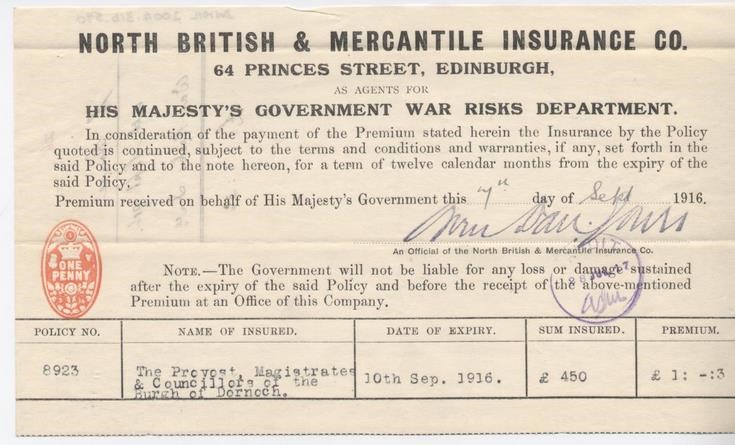 NORTH BRITISH & MERCANTILE INSURANCE CO.
64 PRINCES STREET, EDINBURGH,
AS AGENTS FOR
HIS MAJESTY'S GOVERNMENT WAR RISKS DEPARTMENT.
In consideration of the payment of the Premium stated herein the Insurance by the Policy
quoted is continued, subject to the terms and conditions and warranties, if any, set forth in the
said Policy and to the note hereon, for a term of twelve calendar months from the expiry of the
said Policy.
Premium received on behalf of His Majesty's Government this 7th day of Sept 1916.
An Official of the North British & Mercantile Insurance Co.
ONE
PENNY
NOTE.—The Government will not be liable for any loss or damage sustained
after the expiry of the said Policy and before the receipt of the above-mentioned
Premium at an Office of this Company.
POLICY NO. NAME OF INSURED. DATE OF EXPIRY. SUM INSURED. PREMIUM.
8923 The Provost, Magistrates
& Councillors of the
Burgh of Dornoch.
10th Sep. 1916. £ 450 £ 1: -:3